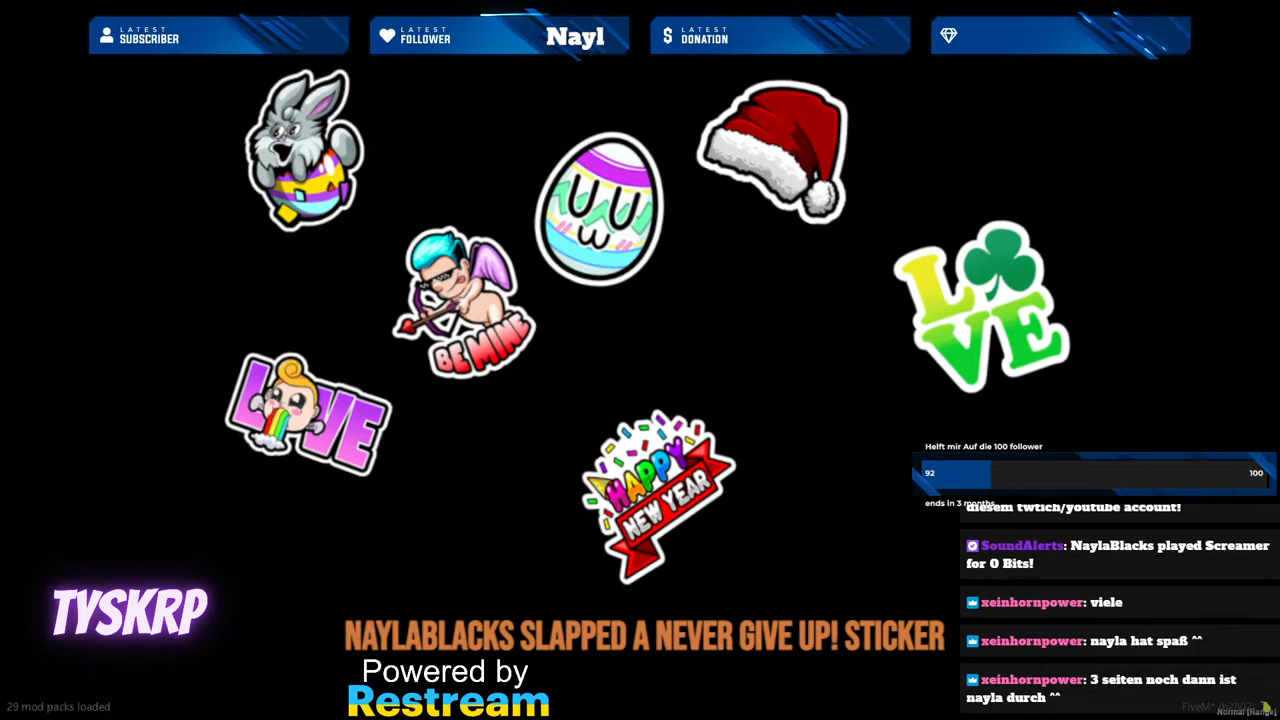 LATEST
SUBSCRIBER
LATEST
FOLLOWER
Nayl
LATEST
DONATION
BE MINE
LOVE
LOVE
HAPPY
NEW YEAR
Helft mir Auf die 100 follower
92
100
ends in 3 months
diesem twtich/youtube account!
SoundAlerts: NaylaBlacks played Screamer
for 0 Bits!
xeinhornpower: viele
xeinhornpower: nayla hat spaß ^^
xeinhornpower: 3 seiten noch dann ist
nayla durch ^^
TYSKRP
NAYLABLACKS SLAPPED A NEVER GIVE UP! STICKER
Powered by
Restream
29 mod packs loaded
Normal [Range]